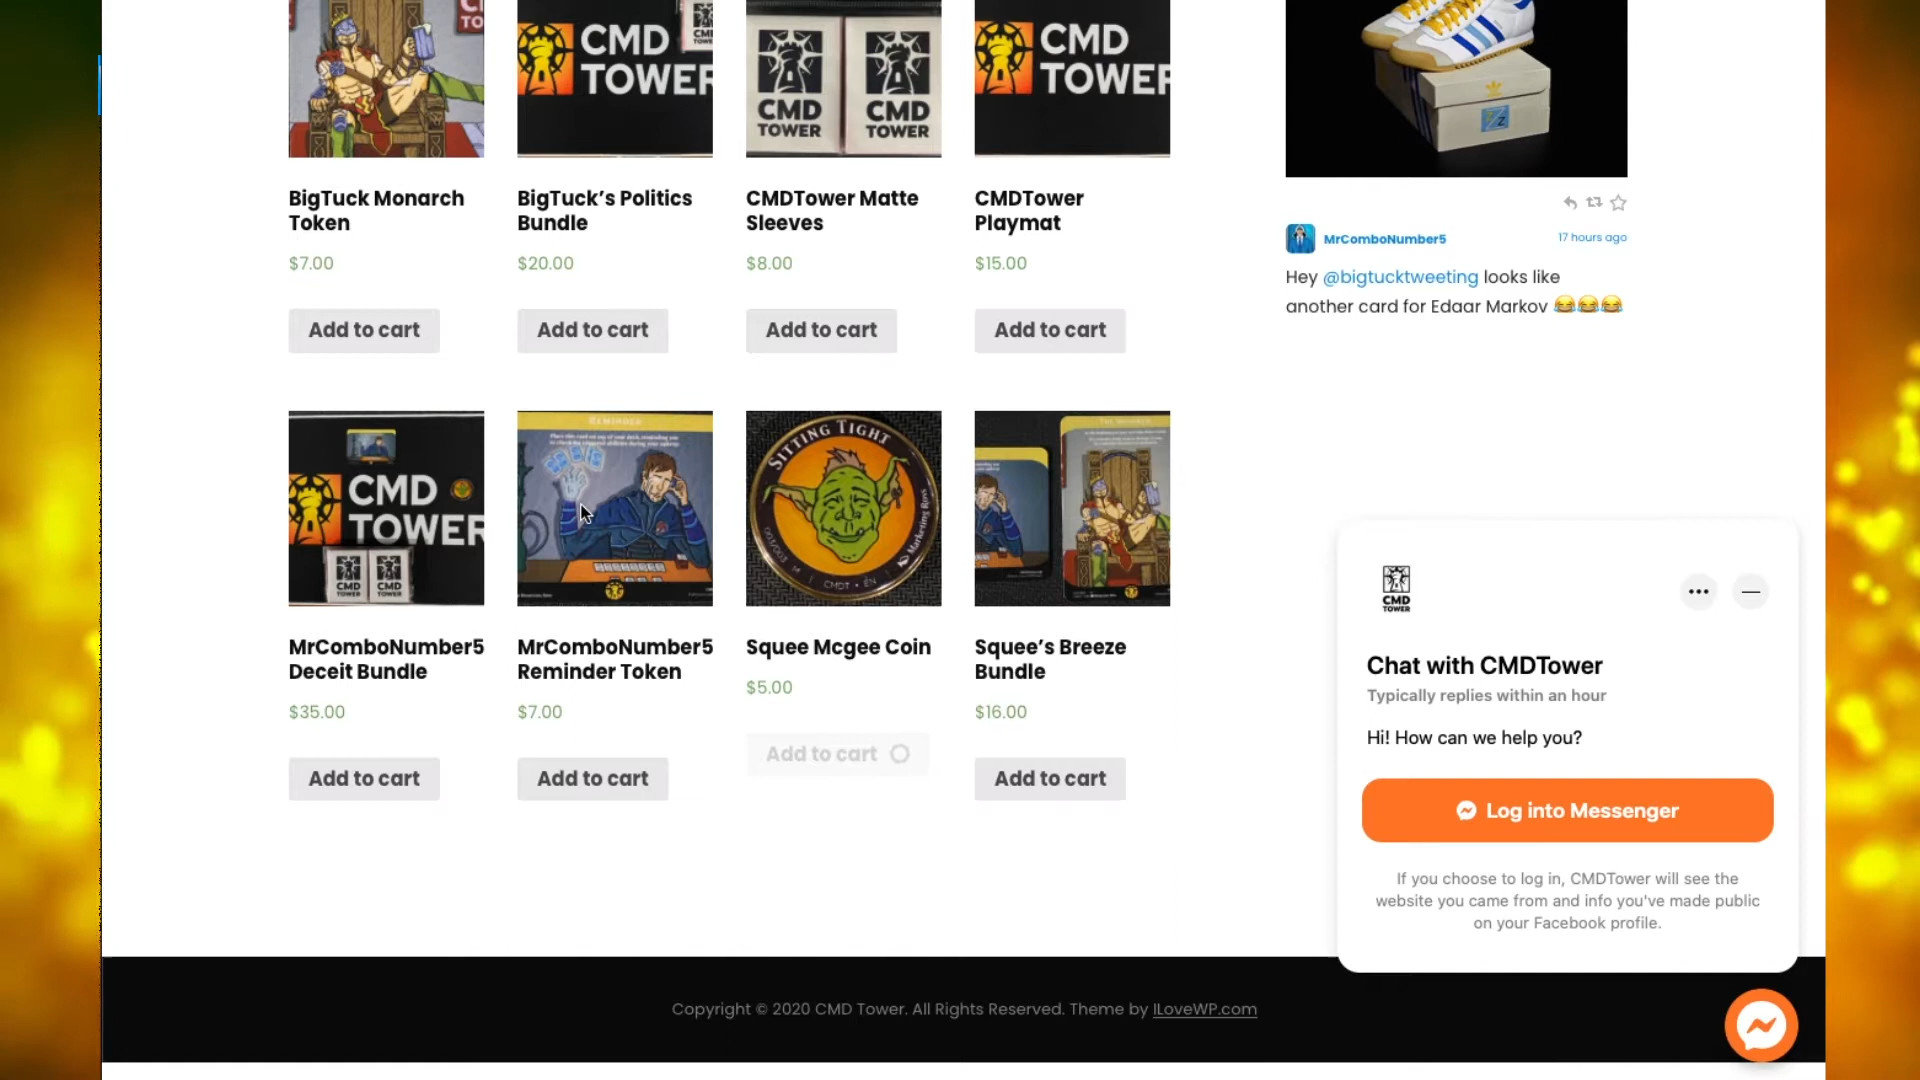 CMD
TOWER
CMD
TOWER
CMD
TOWER
CMD
TOWER
BigTuck Monarch
Token
$7.00
Add to cart
BigTuck's Politics
Bundle
$20.00
Add to cart
CMDTower Matte
Sleeves
$8.00
Add to cart
CMDTower
Playmat
$15.00
Add to cart
MrComboNumber5
17 hours ago
Hey @bigtucktweeting looks like
another card for Edaar Markov 😂😂😂
CMD
TOWER
CMD
TOWER
CMD
TOWER
REMINDER
SITTING TIGHT
MrComboNumber5
Deceit Bundle
$35.00
Add to cart
MrComboNumber5
Reminder Token
$7.00
Add to cart
Squee Mcgee Coin
$5.00
Add to cart
Squee's Breeze
Bundle
$16.00
Add to cart
CMD
TOWER
Chat with CMDTower
Typically replies within an hour
Hi! How can we help you?
Log into Messenger
If you choose to log in, CMDTower will see the
website you came from and info you've made public
on your Facebook profile.
Copyright © 2020 CMD Tower. All Rights Reserved. Theme by ILoveWP.com